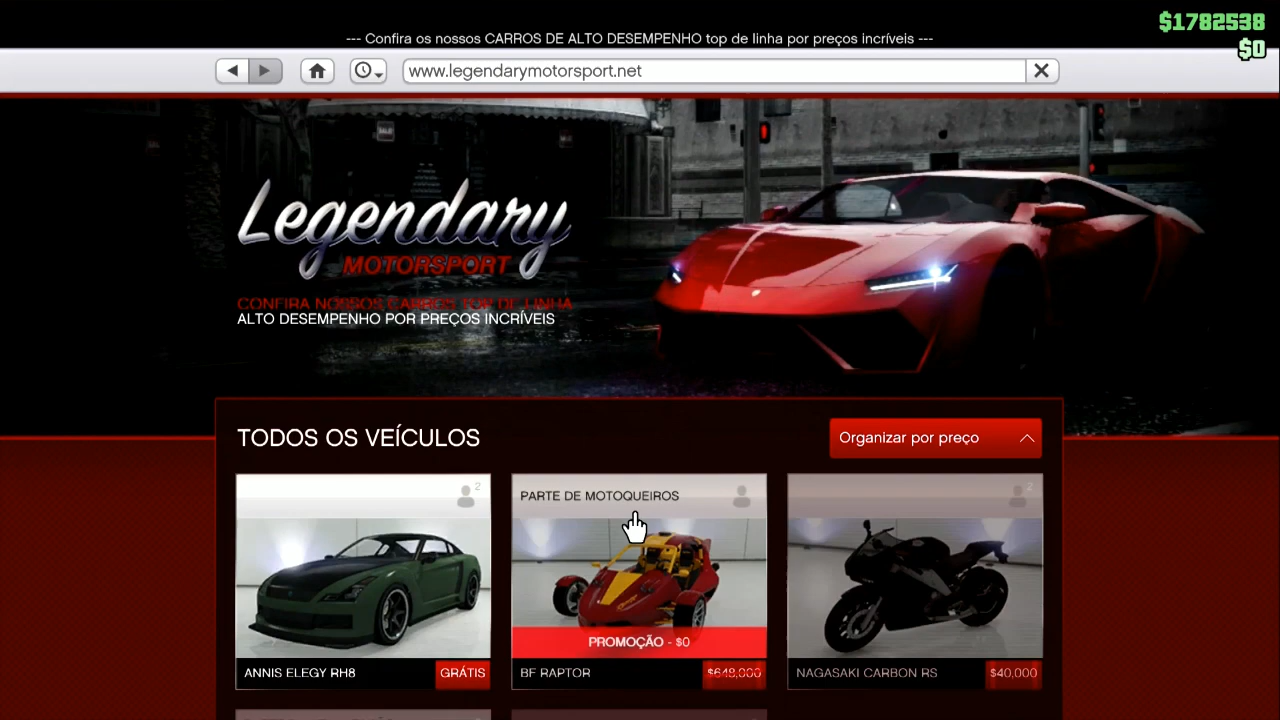 $1782538
--- Confira os nossos CARROS DE ALTO DESEMPENHO top de linha por preços incríveis ---
$0
www.legendarymotorsport.net
Legendary
MOTORSPORT
CONFIRA NOSSOS CARROS TOP DE LINHA
ALTO DESEMPENHO POR PREÇOS INCRÍVEIS
TODOS OS VEÍCULOS
Organizar por preço
2
PARTE DE MOTOQUEIROS
2
PROMOÇÃO - $0
ANNIS ELEGY RH8
GRÁTIS
BF RAPTOR
$648,000
NAGASAKI CARBON RS
$40,000